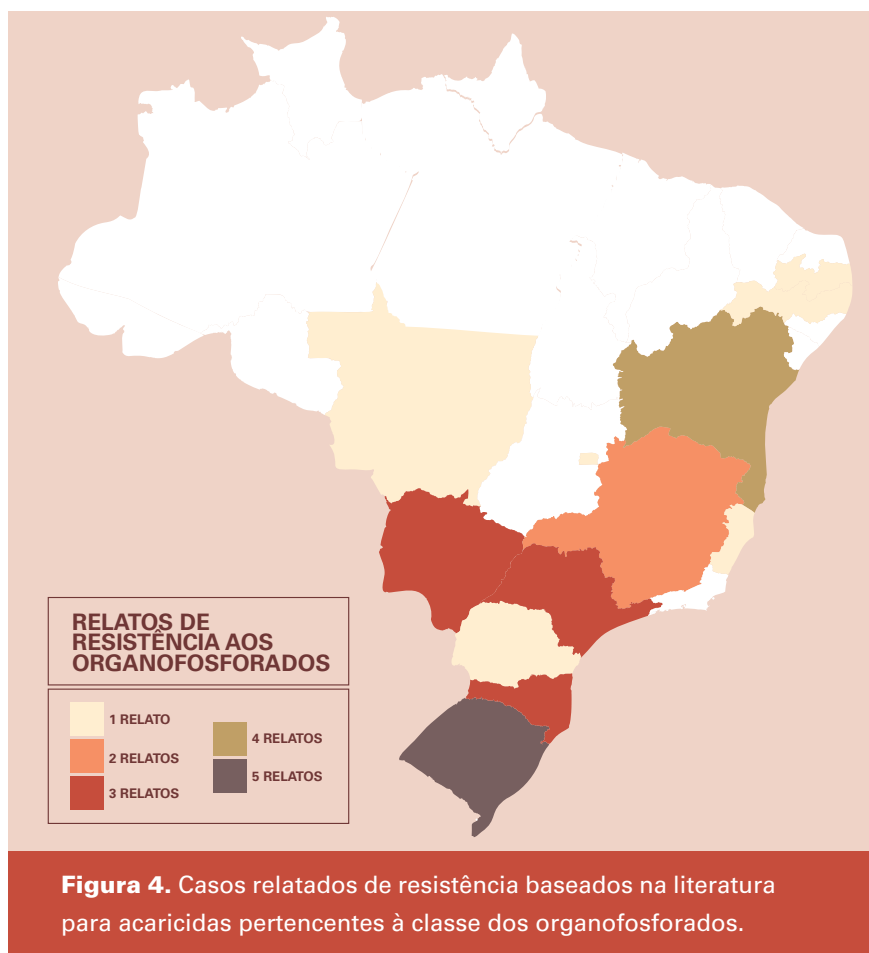 RELATOS DE
RESISTÊNCIA AOS
ORGANOFOSFORADOS
1 RELATO
2 RELATOS
3 RELATOS
4 RELATOS
5 RELATOS
Figura 4. Casos relatados de resistência baseados na literatura
para acaricidas pertencentes à classe dos organofosforados.